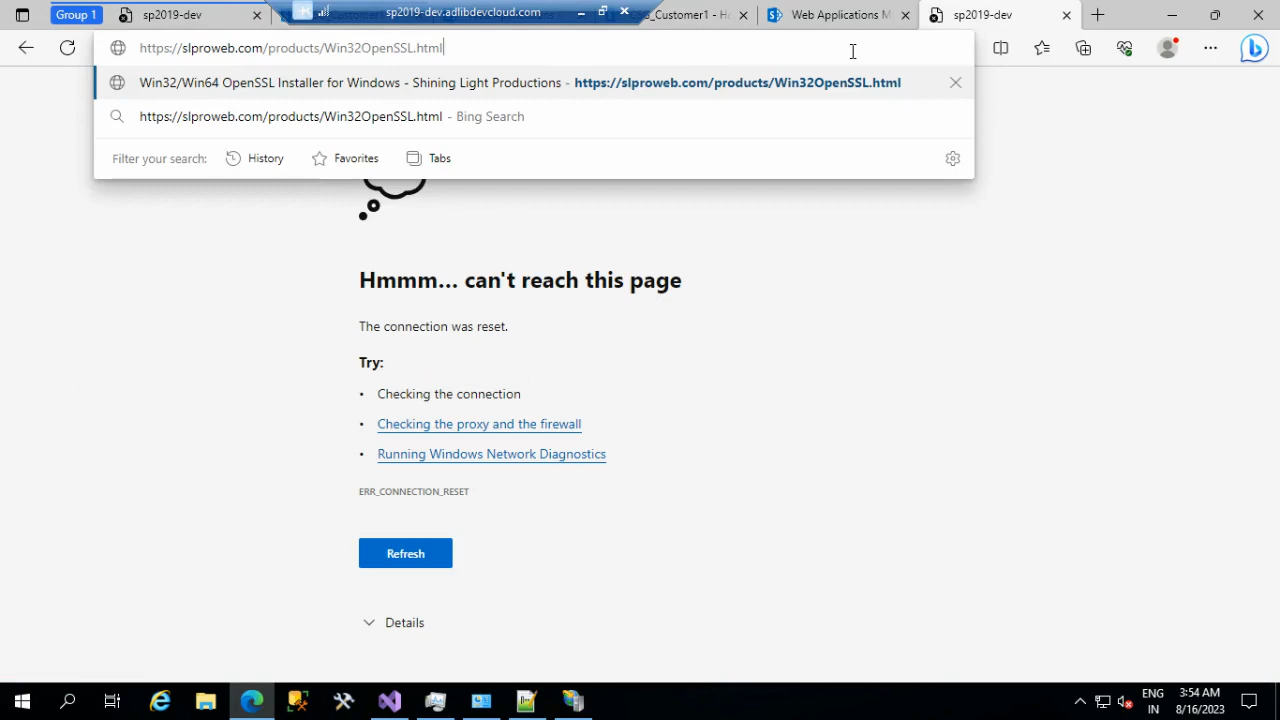 Group 1
sp2019-dev
sp2019-dev.adlibdevcloud.com
Customer1 - H
Web Applications M
sp2019-dev
https://slproweb.com/products/Win32OpenSSL.html
Win32/Win64 OpenSSL Installer for Windows - Shining Light Productions - https://slproweb.com/products/Win32OpenSSL.html
https://slproweb.com/products/Win32OpenSSL.html - Bing Search
Filter your search:
History
Favorites
Tabs
Hmmm... can't reach this page
The connection was reset.
Try:
• Checking the connection
• Checking the proxy and the firewall
• Running Windows Network Diagnostics
ERR_CONNECTION_RESET
Refresh
Details
ENG
IN
3:54 AM
8/16/2023